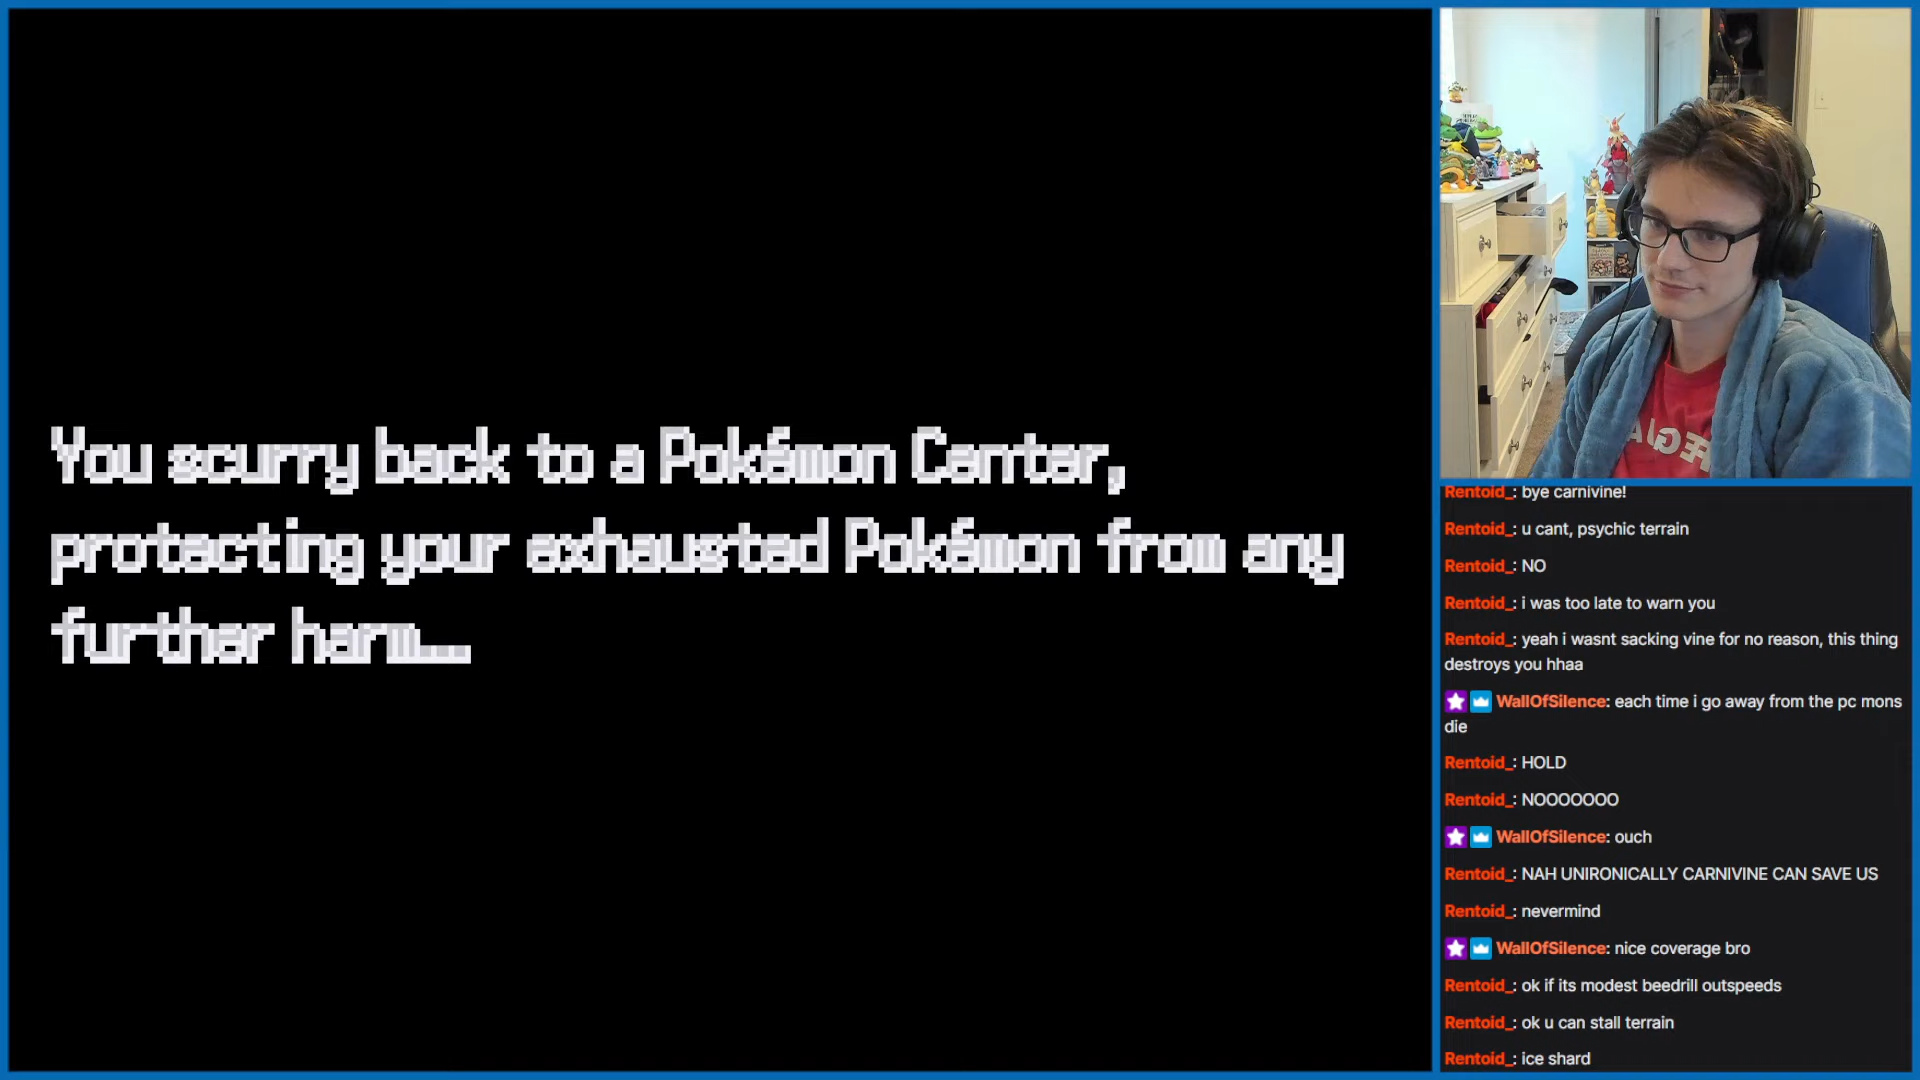 You scurry back to a Pokémon Center,
protecting your exhausted Pokémon from any
further harm...
Rentoid_: bye carnivine!
Rentoid_: u cant, psychic terrain
Rentoid_: NO
Rentoid_: i was too late to warn you
Rentoid_: yeah i wasnt sacking vine for no reason, this thing
destroys you hhaa
WallOfSilence: each time i go away from the pc mons
die
Rentoid_: HOLD
Rentoid_: NOOOOOOO
WallOfSilence: ouch
Rentoid_: NAH UNIRONICALLY CARNIVINE CAN SAVE US
Rentoid_: nevermind
WallOfSilence: nice coverage bro
Rentoid_: ok if its modest beedrill outspeeds
Rentoid_: ok u can stall terrain
Rentoid_: ice shard